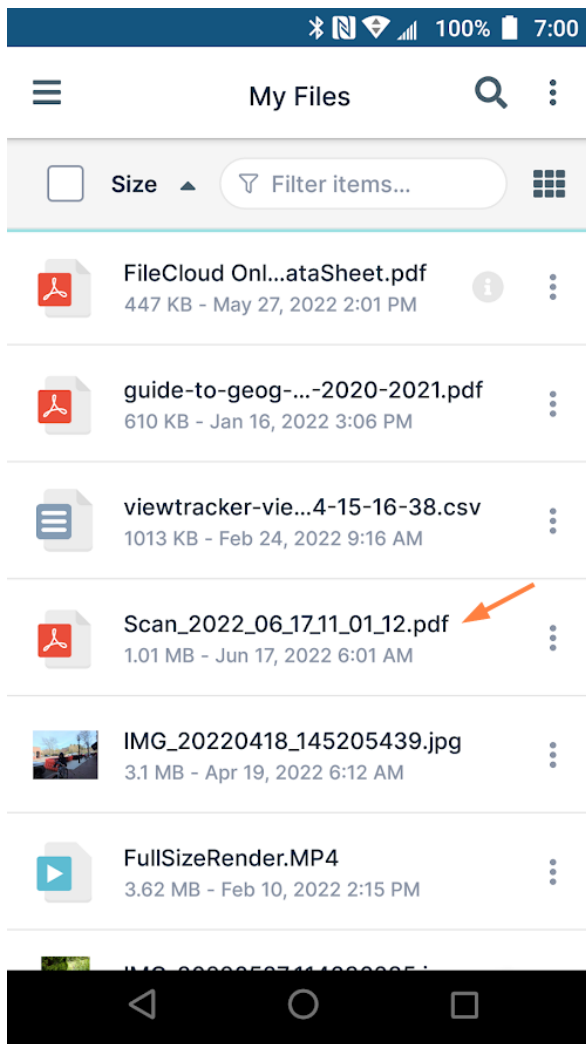 100% 7:00
My Files
Size Filter items...
FileCloud Onl...ataSheet.pdf
447 KB - May 27, 2022 2:01 PM
guide-to-geog-...-2020-2021.pdf
610 KB - Jan 16, 2022 3:06 PM
viewtracker-vie...4-15-16-38.csv
1013 KB - Feb 24, 2022 9:16 AM
Scan_2022_06_17_11_01_12.pdf
1.01 MB - Jun 17, 2022 6:01 AM
IMG_20220418_145205439.jpg
3.1 MB - Apr 19, 2022 6:12 AM
FullSizeRender.MP4
3.62 MB - Feb 10, 2022 2:15 PM